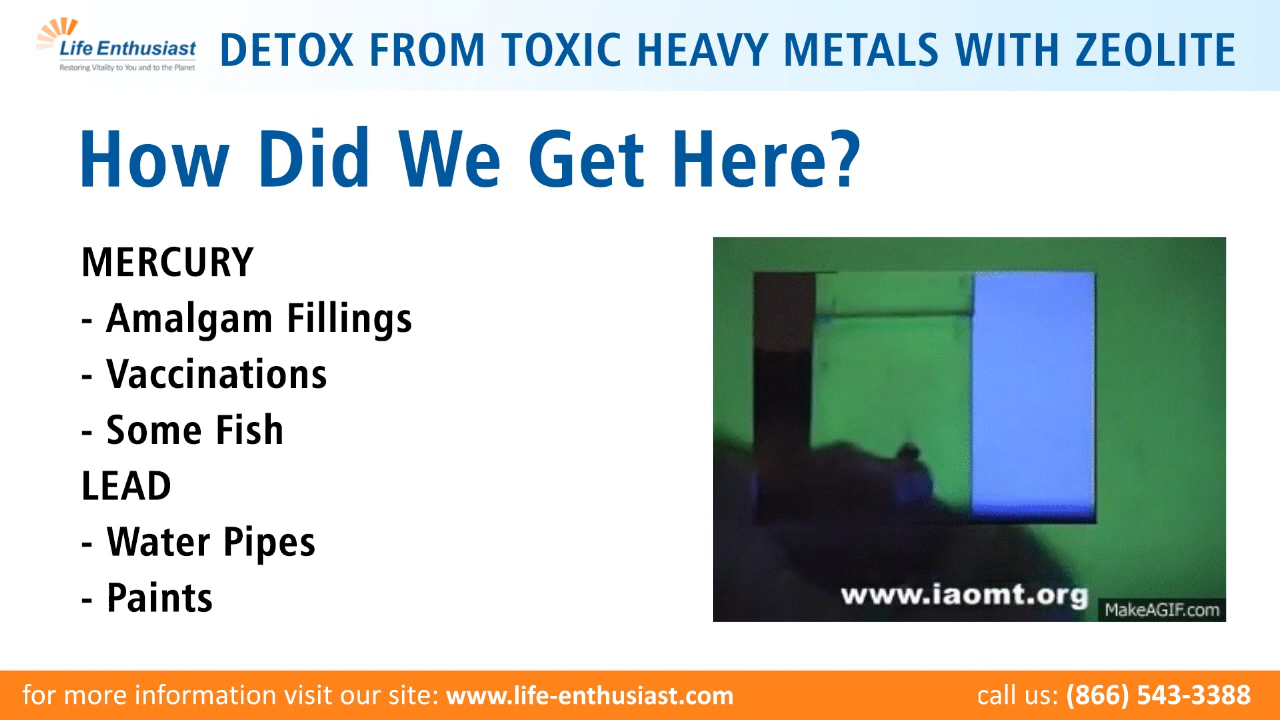 Life Enthusiast
Restoring Vitality to You and to the Planet
DETOX FROM TOXIC HEAVY METALS WITH ZEOLITE
How Did We Get Here?
MERCURY
- Amalgam Fillings
- Vaccinations
- Some Fish
LEAD
- Water Pipes
- Paints
www.iaomt.org
MakeAGIF.com
for more information visit our site: www.life-enthusiast.com
call us: (866) 543-3388